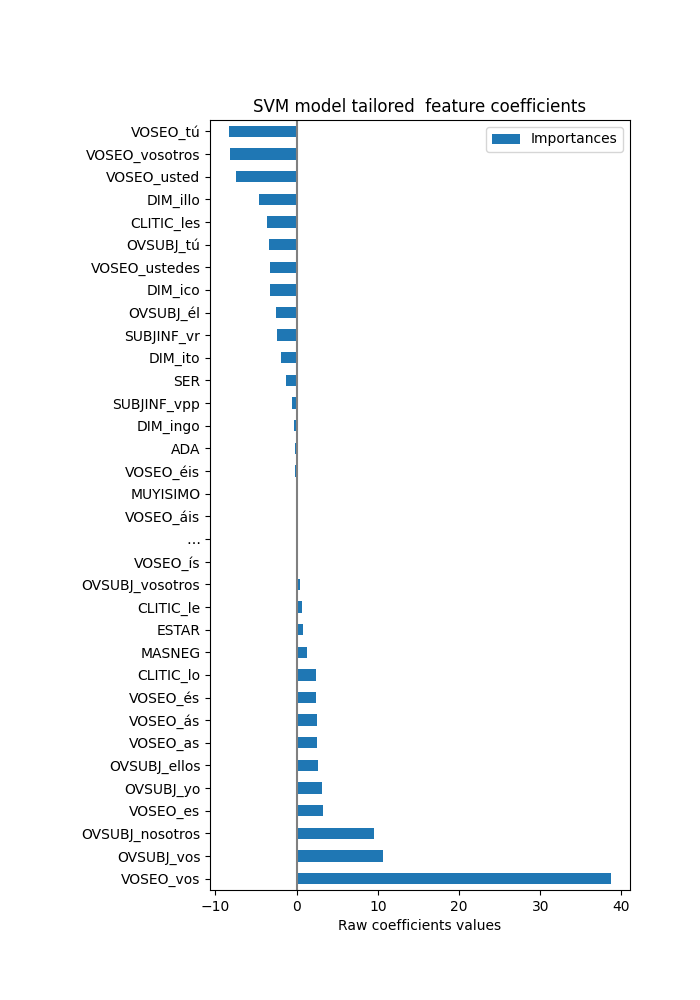 SVM model tailored  feature coefficients
Importances
VOSEO_tú
VOSEO_vosotros
VOSEO_usted
DIM_illo
CLITIC_les
OVSUBJ_tú
VOSEO_ustedes
DIM_ico
OVSUBJ_él
SUBJINF_vr
DIM_ito
SER
SUBJINF_vpp
DIM_ingo
ADA
VOSEO_éis
MUYISIMO
VOSEO_áis
...
VOSEO_ís
OVSUBJ_vosotros
CLITIC_le
ESTAR
MASNEG
CLITIC_lo
VOSEO_és
VOSEO_ás
VOSEO_as
OVSUBJ_ellos
OVSUBJ_yo
VOSEO_es
OVSUBJ_nosotros
OVSUBJ_vos
VOSEO_vos
−10 0 10 20 30 40
Raw coefficients values